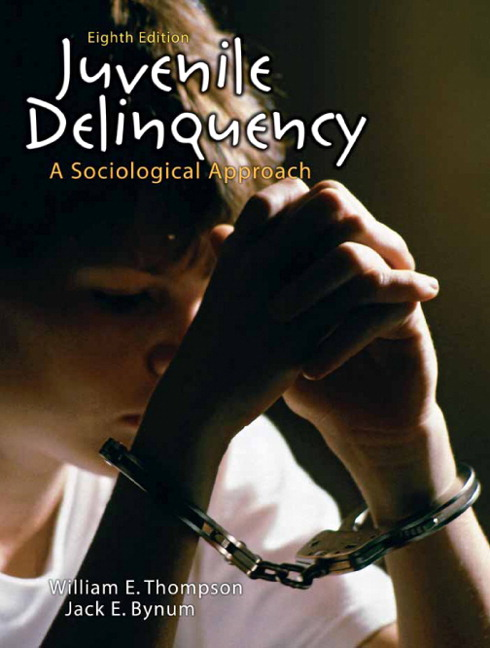 Eighth Edition
Juvenile
Delinquency
A Sociological Approach
William E. Thompson
Jack E. Bynum